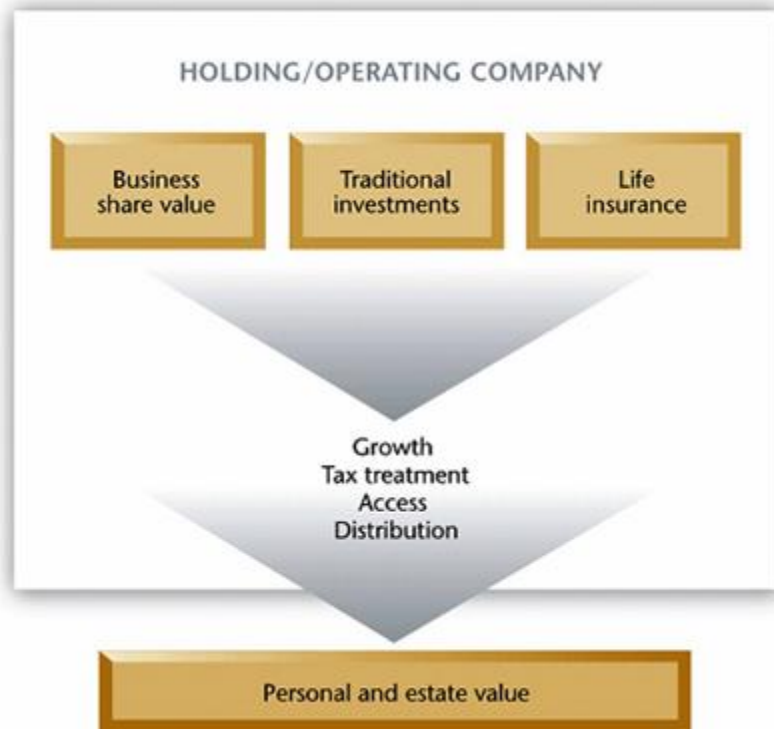 HOLDING/OPERATING COMPANY
Business
share value
Traditional
investments
Life
insurance
Growth
Tax treatment
Access
Distribution
Personal and estate value